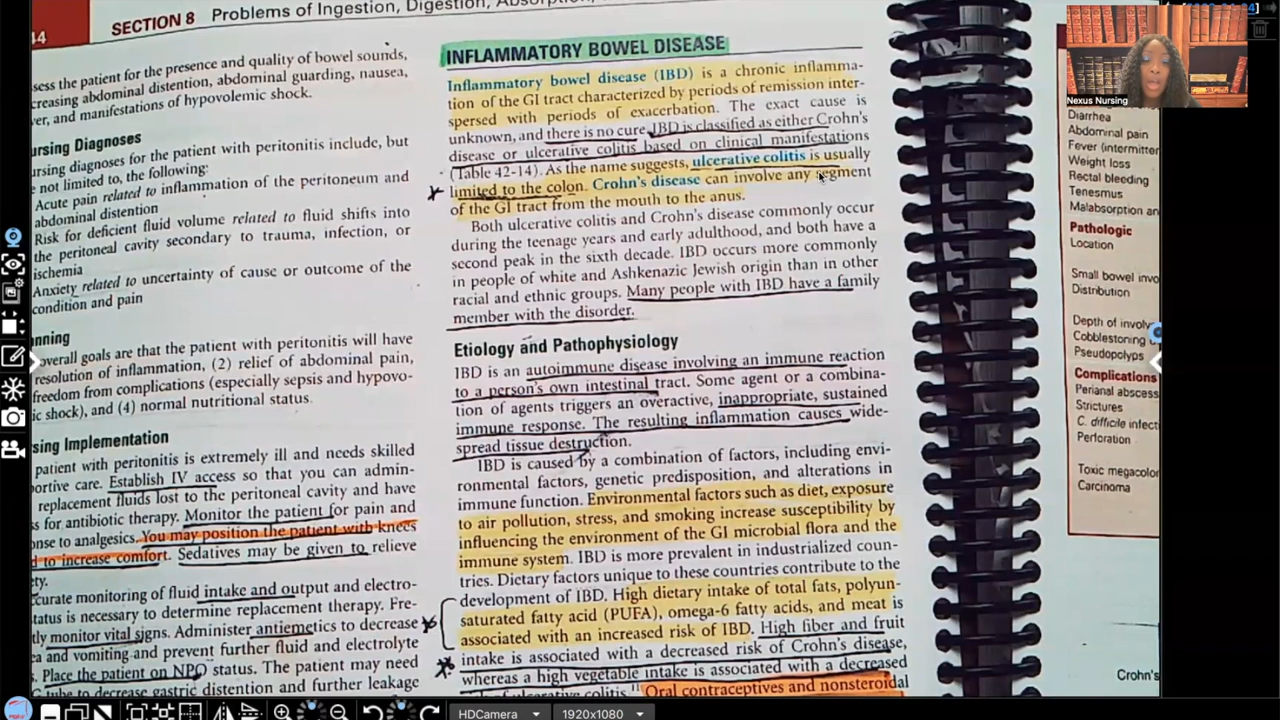 44
SECTION 8 Problems of Ingestion, Digestion, Absorption,
sess the patient for the presence and quality of bowel sounds,
creasing abdominal distention, abdominal guarding, nausea,
ver, and manifestations of hypovolemic shock.
ursing Diagnoses
ursing diagnoses for the patient with peritonitis include, but
e not limited to, the following:
Acute pain related to inflammation of the peritoneum and
abdominal distention
Risk for deficient fluid volume related to fluid shifts into
the peritoneal cavity secondary to trauma, infection, or
ischemia
Anxiety related to uncertainty of cause or outcome of the
condition and pain
anning
overall goals are that the patient with peritonitis will have
resolution of inflammation, (2) relief of abdominal pain,
freedom from complications (especially sepsis and hypovo-
ic shock), and (4) normal nutritional status.
sing Implementation
patient with peritonitis is extremely ill and needs skilled
portive care. Establish IV access so that you can admin-
replacement fluids lost to the peritoneal cavity and have
s for antibiotic therapy. Monitor the patient for pain and
onse to analgesics. You may position the patient with knees
d to increase comfort. Sedatives may be given to relieve
ety.
curate monitoring of fluid intake and output and electro-
status is necessary to determine replacement therapy. Fre-
tly monitor vital signs. Administer antiemetics to decrease
ea and vomiting and prevent further fluid and electrolyte
s. Place the patient on NPO status. The patient may need
G tube to decrease gastric distention and further leakage
INFLAMMATORY BOWEL DISEASE
Inflammatory bowel disease (IBD) is a chronic inflamma-
tion of the GI tract characterized by periods of remission inter-
spersed with periods of exacerbation. The exact cause is
unknown, and there is no cure. IBD is classified as either Crohn's
disease or ulcerative colitis based on clinical manifestations
(Table 42-14). As the name suggests, ulcerative colitis is usually
limited to the colon. Crohn's disease can involve any segment
of the GI tract from the mouth to the anus.
Both ulcerative colitis and Crohn's disease commonly occur
during the teenage years and early adulthood, and both have a
second peak in the sixth decade. IBD occurs more commonly
in people of white and Ashkenazic Jewish origin than in other
racial and ethnic groups. Many people with IBD have a family
member with the disorder.
Etiology and Pathophysiology
IBD is an autoimmune disease involving an immune reaction
to a person's own intestinal tract. Some agent or a combina-
tion of agents triggers an overactive, inappropriate, sustained
immune response. The resulting inflammation causes wide-
spread tissue destruction.
IBD is caused by a combination of factors, including envi-
ronmental factors, genetic predisposition, and alterations in
immune function. Environmental factors such as diet, exposure
to air pollution, stress, and smoking increase susceptibility by
influencing the environment of the GI microbial flora and the
immune system. IBD is more prevalent in industrialized coun-
tries. Dietary factors unique to these countries contribute to the
development of IBD. High dietary intake of total fats, polyun-
saturated fatty acid (PUFA), omega-6 fatty acids, and meat is
associated with an increased risk of IBD. High fiber and fruit
intake is associated with a decreased risk of Crohn's disease,
whereas a high vegetable intake is associated with a decreased
ulcerative colitis. Oral contraceptives and nonsteroidal
Nexus Nursing
Diarrhea
Abdominal pain
Fever (intermitten
Weight loss
Rectal bleeding
Tenesmus
Malabsorption an
Pathologic
Location
Small bowel invo
Distribution
Depth of involv
Cobblestoning
Pseudopolyps
Complications
Perianal abscess
Strictures
C. difficile infect
Perforation
Toxic megacolon
Carcinoma
Crohn's
HDCamera
1920x1080